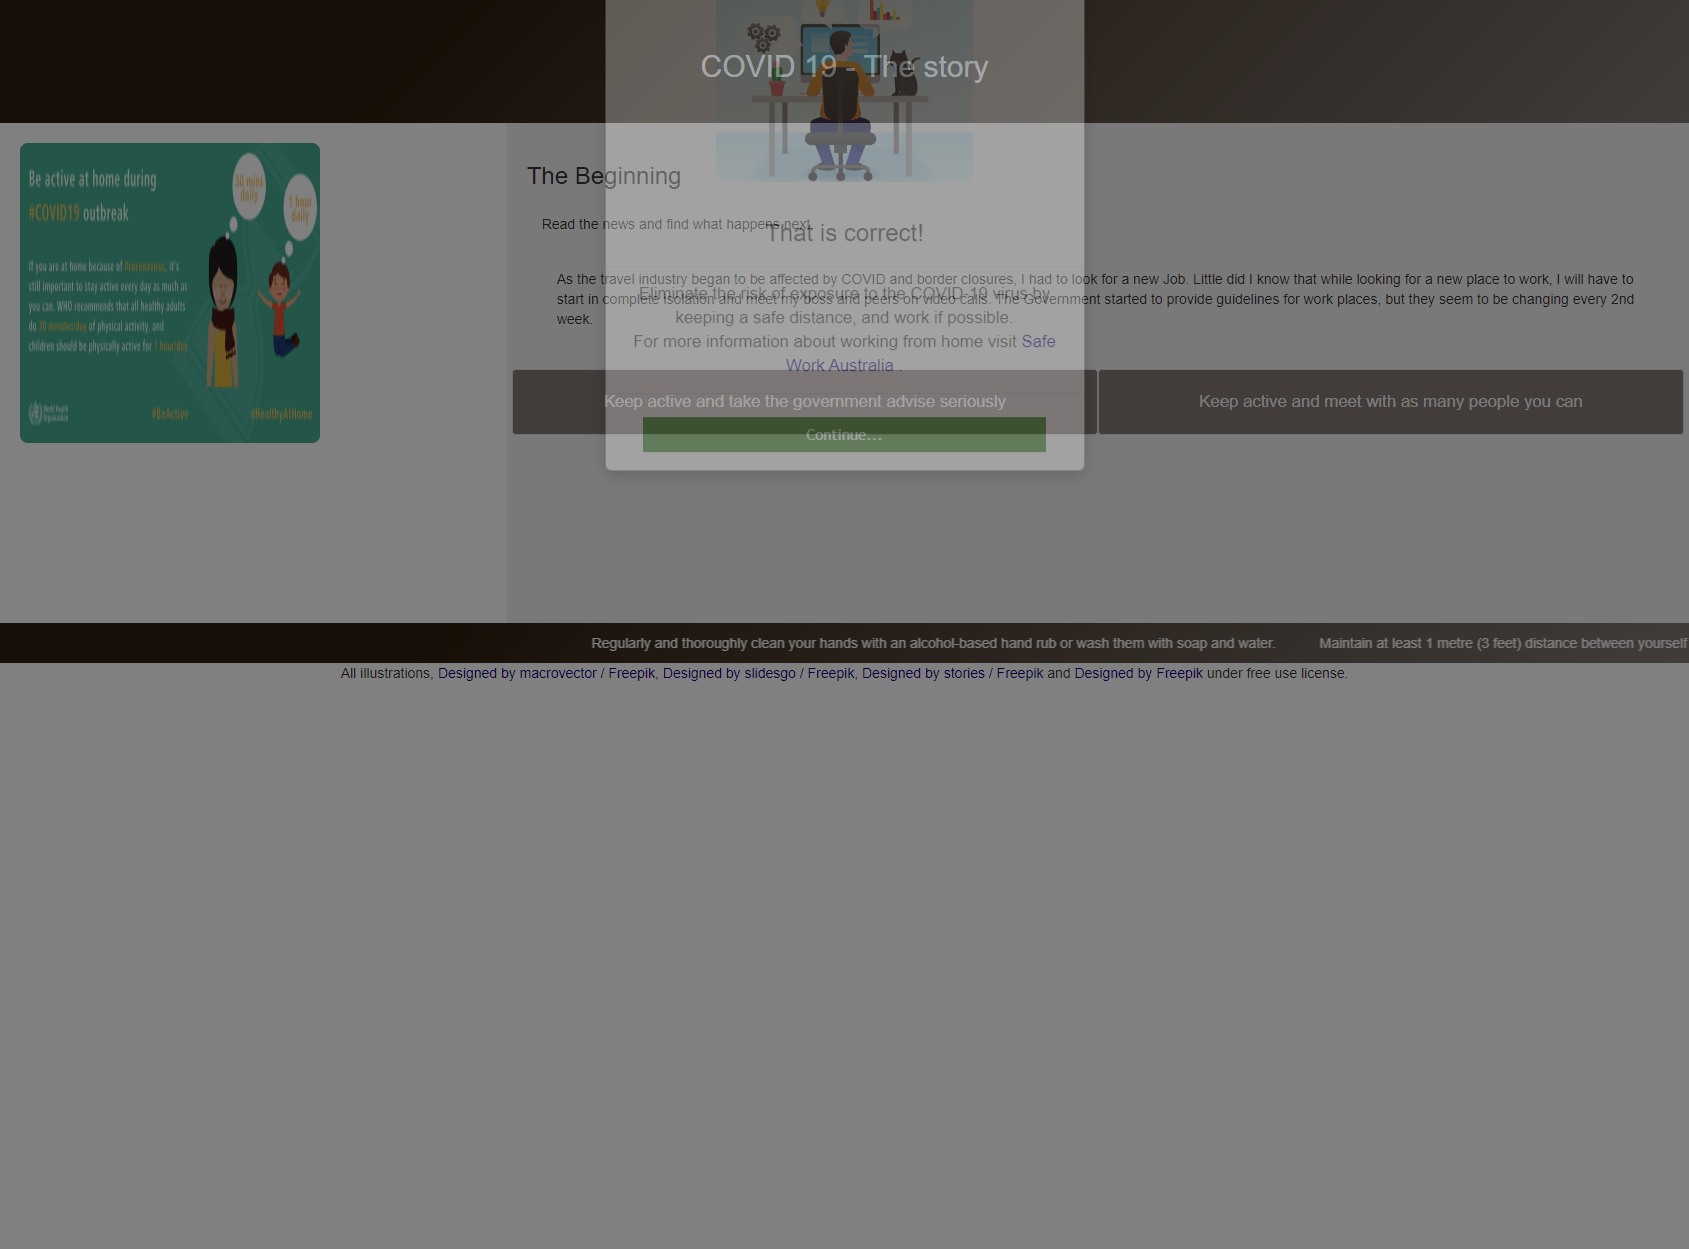 COVID 19 - The story
Be active at home during
#COVID19 outbreak
30 mins
daily
1 hour
daily
If you are at home because of #coronavirus, it's
still important to stay active every day as much as
you can. WHO recommends that all healthy adults
do 30 minutes/day of physical activity, and
children should be physically active for 1 hour/day
World Health
Organization
#BeActive
#HealthyAtHome
The Beginning
Read the news and find what happens next.
As the travel industry began to be affected by COVID and border closures, I had to look for a new Job. Little did I know that while looking for a new place to work, I will have to
start in complete isolation and meet my boss and peers on video calls. The Government started to provide guidelines for work places, but they seem to be changing every 2nd
week.
That is correct!
Eliminate the risk of exposure to the COVID-19 virus by
keeping a safe distance, and work if possible.
For more information about working from home visit Safe
Work Australia .
Keep active and take the government advise seriously
Keep active and meet with as many people you can
Continue...
Regularly and thoroughly clean your hands with an alcohol-based hand rub or wash them with soap and water.
Maintain at least 1 metre (3 feet) distance between yourself
All illustrations, Designed by macrovector / Freepik, Designed by slidesgo / Freepik, Designed by stories / Freepik and Designed by Freepik under free use license.